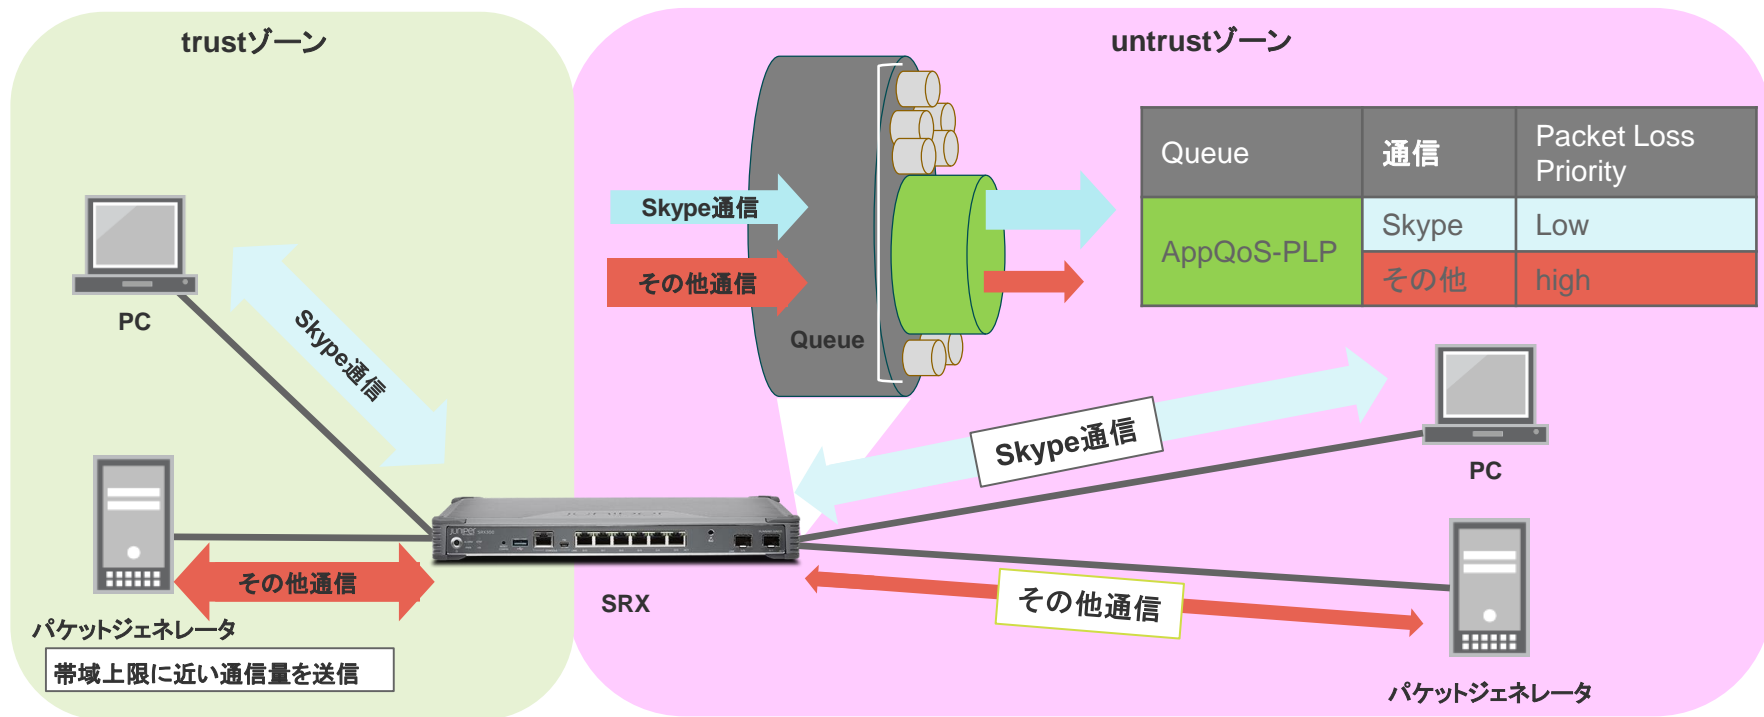 trustゾーン
untrustゾーン
Queue
通信
Packet Loss
Priority
AppQoS-PLP
Skype
Low
その他
high
Skype通信
その他通信
Queue
PC
Skype通信
その他通信
パケットジェネレータ
帯域上限に近い通信量を送信
JUNIPER
SRX
Skype通信
PC
その他通信
パケットジェネレータ